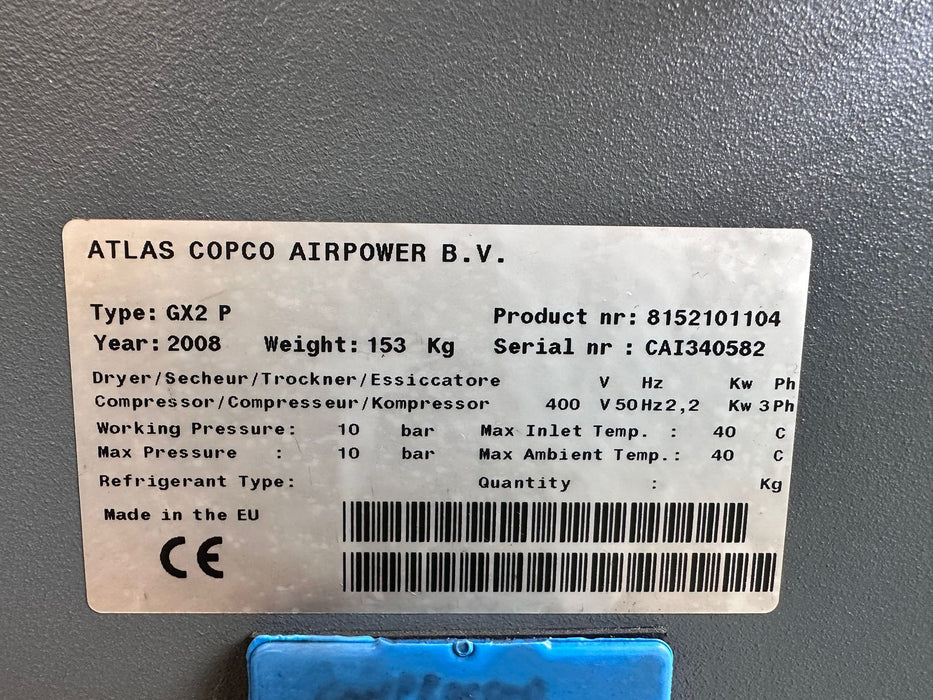 ATLAS COPCO AIRPOWER B.V.
Type: GX2 P Product nr: 8152101104
Year: 2008 Weight: 153 Kg Serial nr : CAI340582
Dryer/Secheur/Trockner/Essiccatore V Hz Kw Ph
Compressor/Compresseur/Kompressor 400 V 50 Hz 2,2 Kw 3 Ph
Working Pressure: 10 bar Max Inlet Temp. : 40 C
Max Pressure : 10 bar Max Ambient Temp.: 40 C
Refrigerant Type: Quantity : Kg
Made in the EU
CE